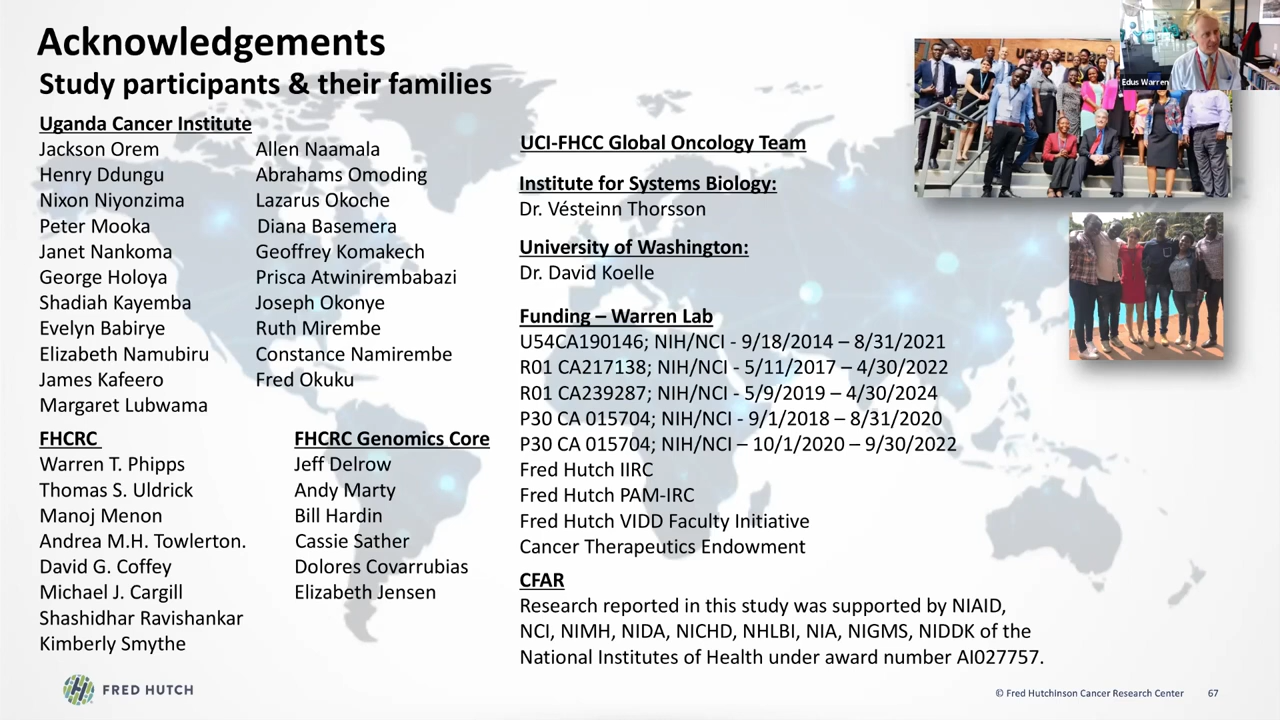 Acknowledgements
Study participants & their families
Uganda Cancer Institute
Jackson Orem
Henry Ddungu
Nixon Niyonzima
Peter Mooka
Janet Nankoma
George Holoya
Shadiah Kayemba
Evelyn Babirye
Elizabeth Namubiru
James Kafeero
Margaret Lubwama
Allen Naamala
Abrahams Omoding
Lazarus Okoche
Diana Basemera
Geoffrey Komakech
Prisca Atwinirembabazi
Joseph Okonye
Ruth Mirembe
Constance Namirembe
Fred Okuku
FHCRC
Warren T. Phipps
Thomas S. Uldrick
Manoj Menon
Andrea M.H. Towlerton.
David G. Coffey
Michael J. Cargill
Shashidhar Ravishankar
Kimberly Smythe
FHCRC Genomics Core
Jeff Delrow
Andy Marty
Bill Hardin
Cassie Sather
Dolores Covarrubias
Elizabeth Jensen
UCI-FHCC Global Oncology Team
Institute for Systems Biology:
Dr. Vésteinn Thorsson
University of Washington:
Dr. David Koelle
Funding – Warren Lab
U54CA190146; NIH/NCI - 9/18/2014 – 8/31/2021
R01 CA217138; NIH/NCI - 5/11/2017 – 4/30/2022
R01 CA239287; NIH/NCI - 5/9/2019 – 4/30/2024
P30 CA 015704; NIH/NCI - 9/1/2018 – 8/31/2020
P30 CA 015704; NIH/NCI – 10/1/2020 – 9/30/2022
Fred Hutch IIRC
Fred Hutch PAM-IRC
Fred Hutch VIDD Faculty Initiative
Cancer Therapeutics Endowment
CFAR
Research reported in this study was supported by NIAID,
NCI, NIMH, NIDA, NICHD, NHLBI, NIA, NIGMS, NIDDK of the
National Institutes of Health under award number AI027757.
Edus Warren
FRED HUTCH
© Fred Hutchinson Cancer Research Center 67